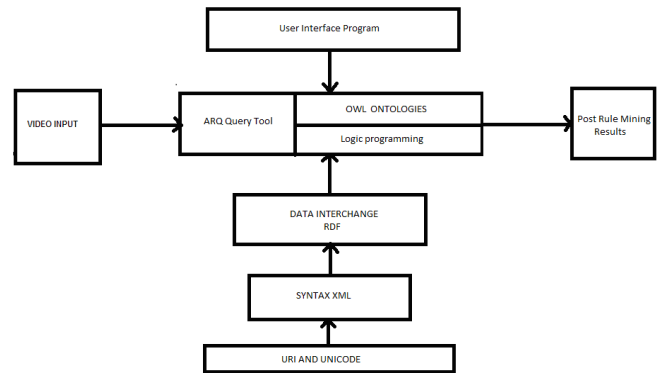 User Interface Program
VIDEO INPUT
ARQ Query Tool
OWL ONTOLOGIES
Logic programming
Post Rule Mining
Results
DATA INTERCHANGE
RDF
SYNTAX XML
URI AND UNICODE